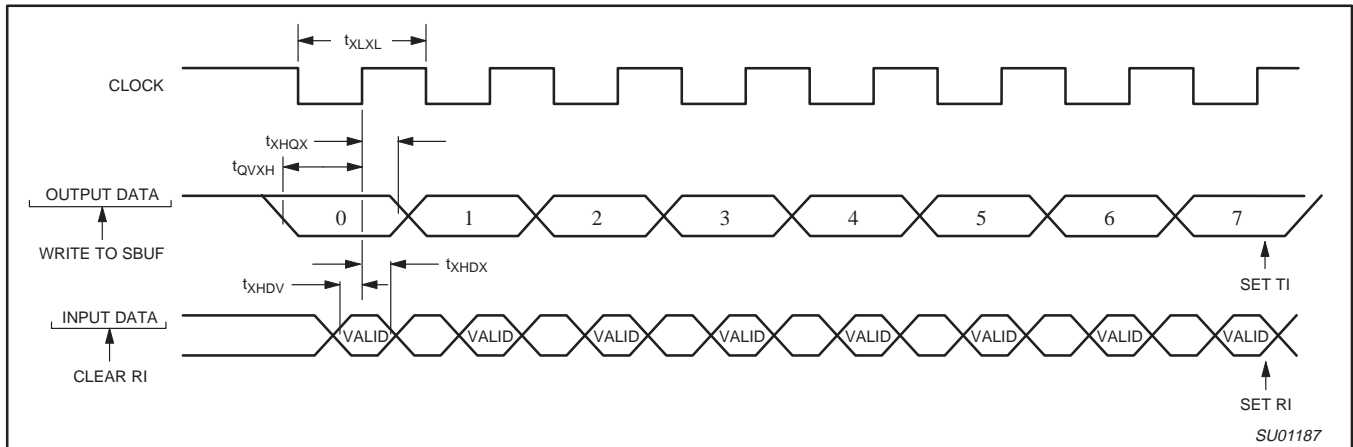 tXLXL
CLOCK
tXHQX
tQVXH
OUTPUT DATA
0 1 2 3 4 5 6 7
WRITE TO SBUF
tXHDX
SET TI
tXHDV
INPUT DATA
VALID VALID VALID VALID VALID VALID VALID VALID
CLEAR RI
SET RI
SU01187